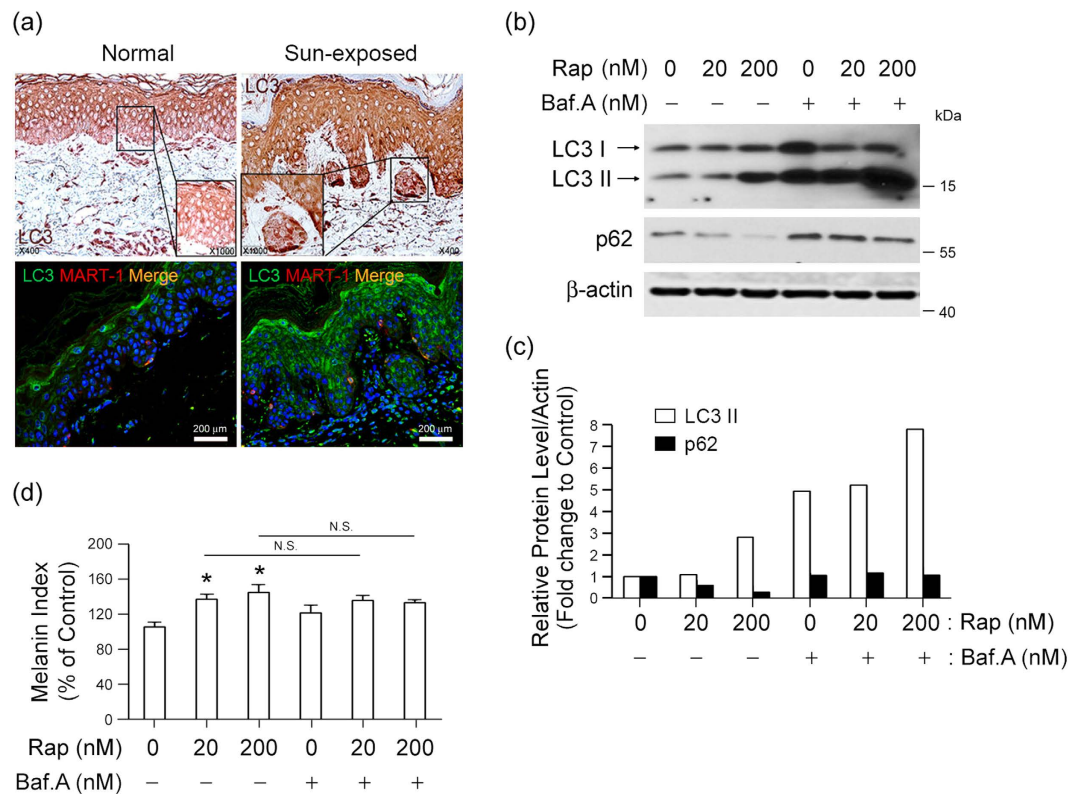 (a)
Normal Sun-exposed
LC3
LC3
X400 X1000
X1000 X400
LC3 MART-1 Merge
LC3 MART-1 Merge
200 μm
200 μm
(b)
Rap (nM) 0 20 200 0 20 200
Baf.A (nM) − − − + + +
kDa
LC3 I
LC3 II
15
p62
55
β-actin
40
(c)
Relative Protein Level/Actin
(Fold change to Control)
LC3 II
p62
8
7
6
5
4
3
2
1
0
0 20 200 0 20 200 : Rap (nM)
− − − + + + : Baf.A (nM)
(d)
Melanin Index
(% of Control)
N.S.
N.S.
200
160
120
80
40
0
* *
Rap (nM) 0 20 200 0 20 200
Baf.A (nM) − − − + + +